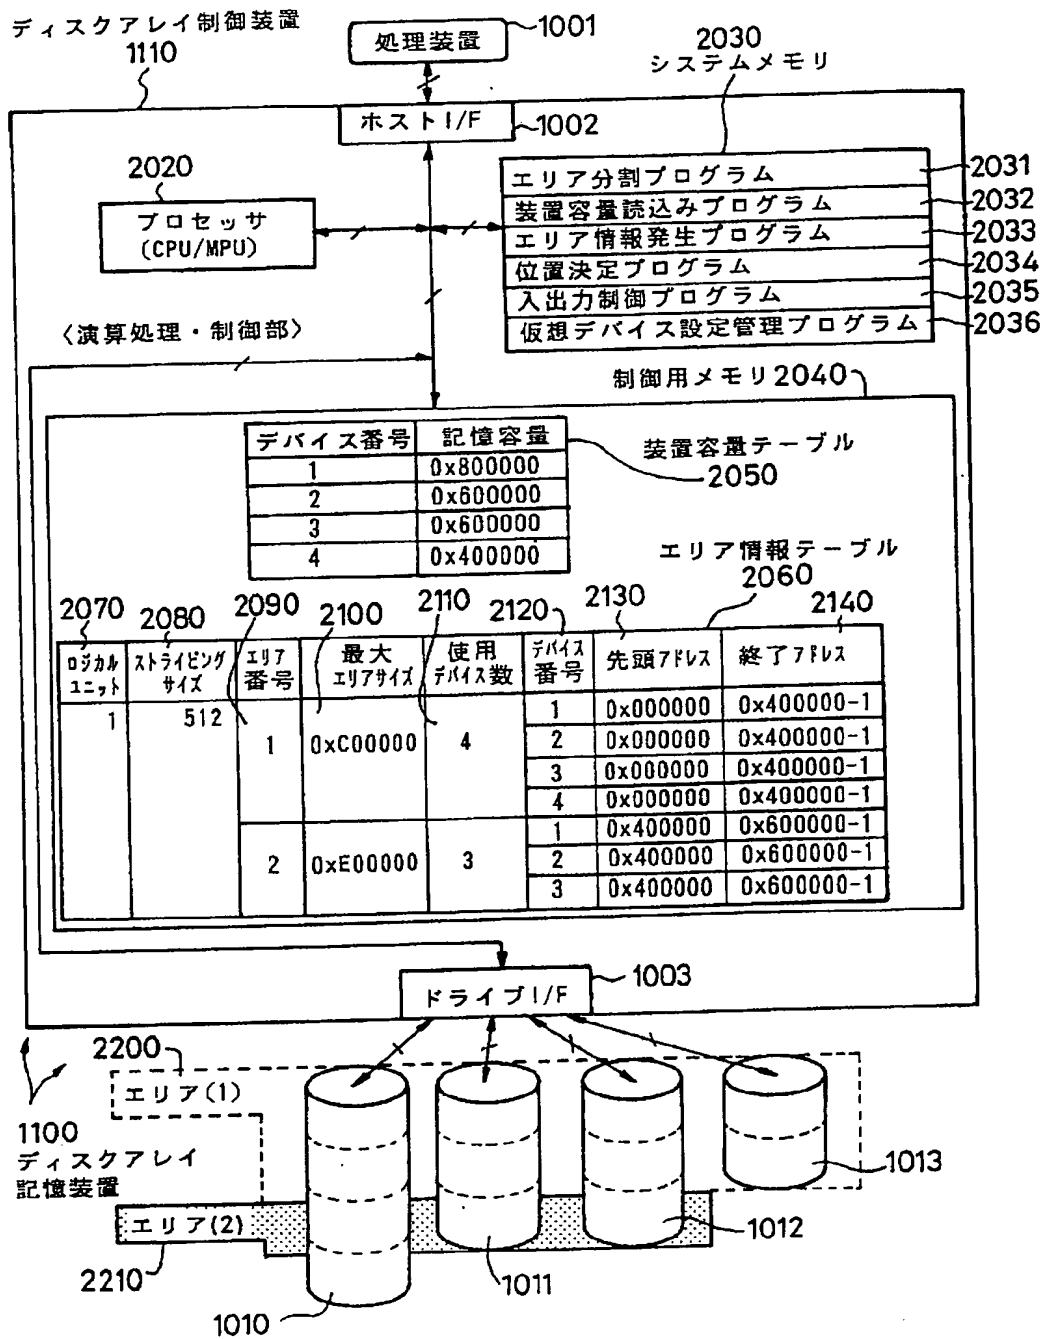 ディスクアレイ制御装置
1110
処理装置
1001
2030
システムメモリ
ホストI/F
1002
2020
プロセッサ
(CPU/MPU)
エリア分割プログラム
2031
装置容量読込みプログラム
2032
エリア情報発生プログラム
2033
位置決定プログラム
2034
入出力制御プログラム
2035
仮想デバイス設定管理プログラム
2036
〈演算処理・制御部〉
制御用メモリ2040
デバイス番号 記憶容量
1 0x800000
2 0x600000
3 0x600000
4 0x400000
装置容量テーブル
2050
エリア情報テーブル
2060
2070 2080 2090 2100 2110 2120 2130 2140
ロジカル ストライピング エリア 最大 使用 デバイス 先頭アドレス 終了アドレス
ユニット サイズ 番号 エリアサイズ デバイス数 番号
1 512 1 0xC00000 4 1 0x000000 0x400000-1
2 0x000000 0x400000-1
3 0x000000 0x400000-1
4 0x000000 0x400000-1
2 0xE00000 3 1 0x400000 0x600000-1
2 0x400000 0x600000-1
3 0x400000 0x600000-1
ドライブI/F
1003
2200
エリア(1)
1100
ディスクアレイ
記憶装置
エリア(2)
2210
1010
1011
1012
1013